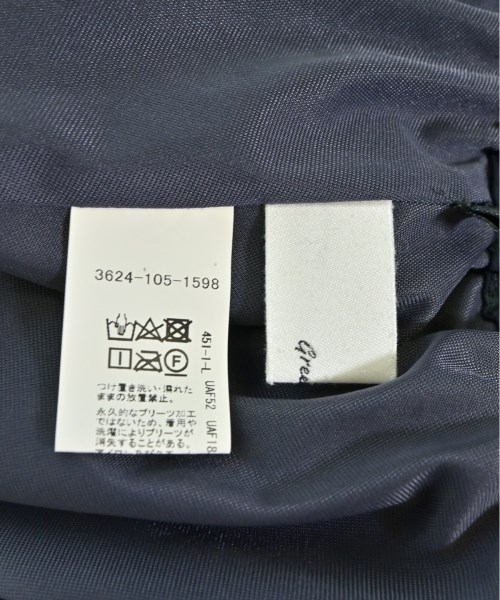 3624-105-1598
つけ置き洗い・濡れた
ままの放置禁止。
永久的なプリーツ加工
ではないため、着用や
洗濯によりプリーツが
消失することがある。
451-1-L UAF52 UAF18
Gree